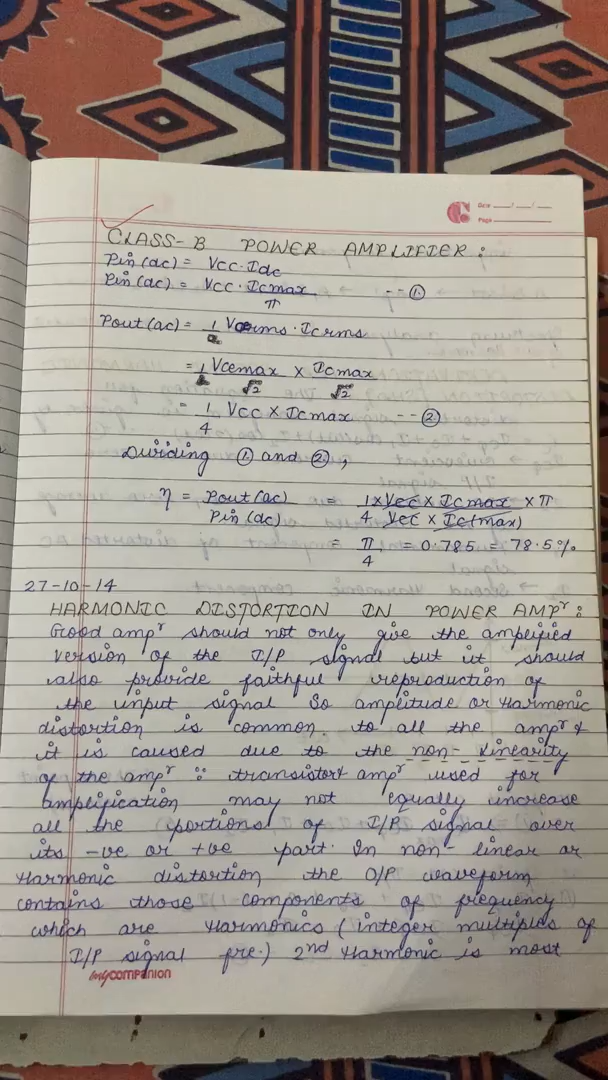 Date ___/___/___
Page
CLASS-B POWER AMPLIFIER :
Pin (dc) = Vcc · Idc
Pin (dc) = Vcc · Icmax / π --- ①
Pout (ac) = 1/2 Vcerms · Icrms
= 1/2 Vcemax/√2 × Icmax/√2
= 1/4 Vcc × Icmax --- ②
Dividing ① and ②,
η = Pout (ac) / Pin (dc) = 1 × Vcc × Icmax × π / 4 Vcc × Ic(max)
= π/4 = 0.785 = 78.5%
27-10-14
HARMONIC DISTORTION IN POWER AMPʳ :
Good ampʳ should not only give the amplified
version of the I/P signal but it should
also provide faithful reproduction of
the input signal So amplitude or Harmonic
distortion is common to all the ampʳ &
it is caused due to the non-linearity
of the ampʳ ∵ transistor ampʳ used for
amplification may not equally increase
all the portions of I/P signal over
its -ve or +ve part. In non-linear or
Harmonic distortion the O/P waveform
contains those components of frequency
which are Harmonics (integer multiples of
I/P signal fre.) 2nd Harmonic is most
mycompanion